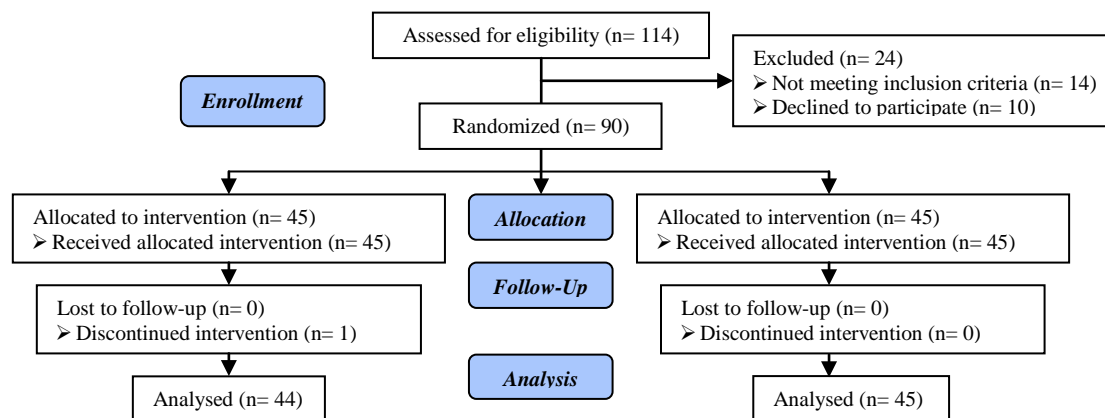 Assessed for eligibility (n= 114)
Excluded (n= 24)
➢ Not meeting inclusion criteria (n= 14)
➢ Declined to participate (n= 10)
Enrollment
Randomized (n= 90)
Allocated to intervention (n= 45)
➢ Received allocated intervention (n= 45)
Allocation
Allocated to intervention (n= 45)
➢ Received allocated intervention (n= 45)
Follow-Up
Lost to follow-up (n= 0)
➢ Discontinued intervention (n= 1)
Lost to follow-up (n= 0)
➢ Discontinued intervention (n= 0)
Analysis
Analysed (n= 44)
Analysed (n= 45)